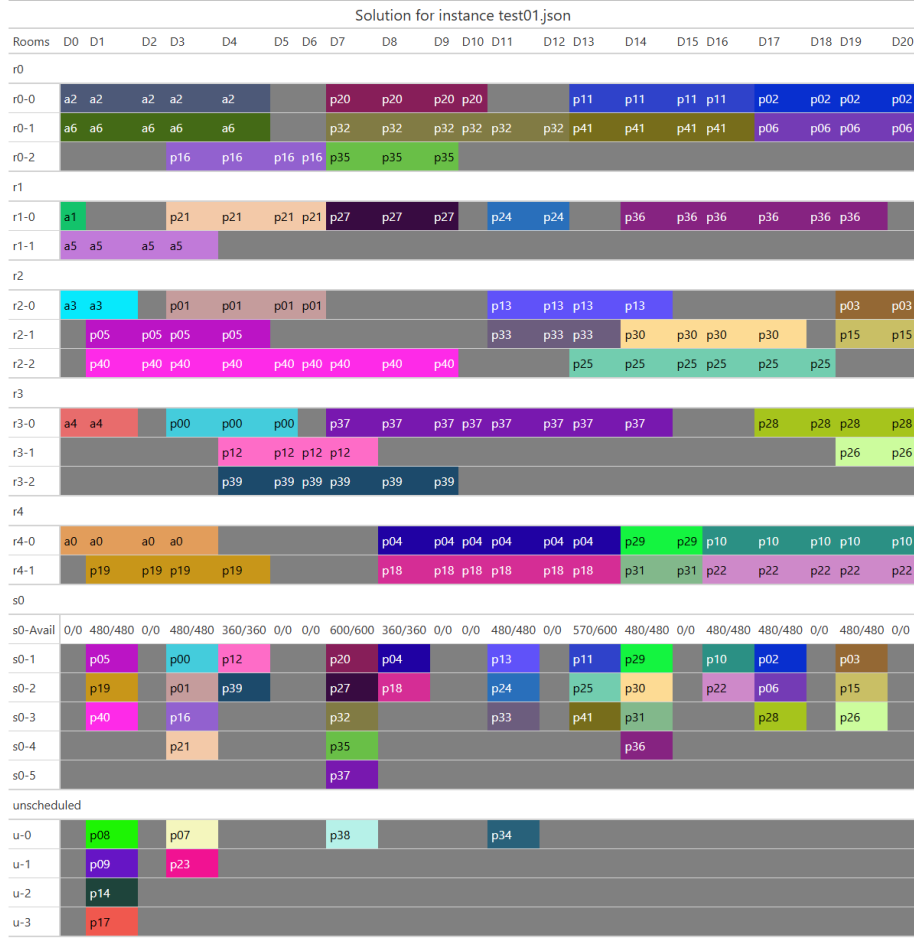 Solution for instance test01.json
Rooms D0 D1 D2 D3 D4 D5 D6 D7 D8 D9 D10 D11 D12 D13 D14 D15 D16 D17 D18 D19 D20
r0
r0-0 a2 a2 a2 a2 a2 p20 p20 p20 p20 p11 p11 p11 p11 p02 p02 p02 p02
r0-1 a6 a6 a6 a6 a6 p32 p32 p32 p32 p32 p32 p41 p41 p41 p41 p06 p06 p06 p06
r0-2 p16 p16 p16 p16 p35 p35 p35
r1
r1-0 a1 p21 p21 p21 p21 p27 p27 p27 p24 p24 p36 p36 p36 p36 p36 p36
r1-1 a5 a5 a5 a5
r2
r2-0 a3 a3 p01 p01 p01 p01 p13 p13 p13 p13 p03 p03
r2-1 p05 p05 p05 p05 p33 p33 p33 p30 p30 p30 p30 p15 p15
r2-2 p40 p40 p40 p40 p40 p40 p40 p40 p40 p25 p25 p25 p25 p25 p25
r3
r3-0 a4 a4 p00 p00 p00 p37 p37 p37 p37 p37 p37 p37 p37 p28 p28 p28 p28
r3-1 p12 p12 p12 p12 p26 p26
r3-2 p39 p39 p39 p39 p39 p39
r4
r4-0 a0 a0 a0 a0 p04 p04 p04 p04 p04 p04 p29 p29 p10 p10 p10 p10 p10
r4-1 p19 p19 p19 p19 p18 p18 p18 p18 p18 p18 p31 p31 p22 p22 p22 p22 p22
s0
s0-Avail 0/0 480/480 0/0 480/480 360/360 0/0 0/0 600/600 360/360 0/0 0/0 480/480 0/0 570/600 480/480 0/0 480/480 480/480 0/0 480/480 0/0
s0-1 p05 p00 p12 p20 p04 p13 p11 p29 p10 p02 p03
s0-2 p19 p01 p39 p27 p18 p24 p25 p30 p22 p06 p15
s0-3 p40 p16 p32 p33 p41 p31 p28 p26
s0-4 p21 p35 p36
s0-5 p37
unscheduled
u-0 p08 p07 p38 p34
u-1 p09 p23
u-2 p14
u-3 p17